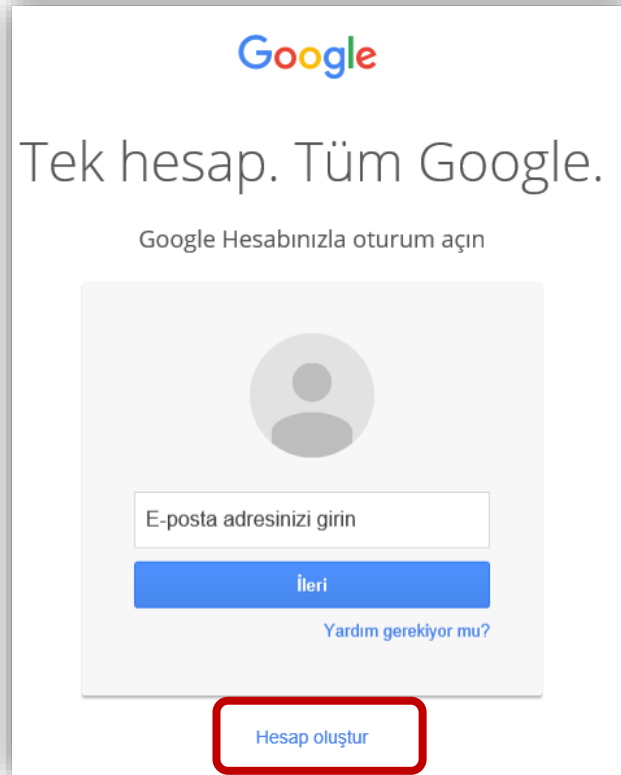 Google
Tek hesap. Tüm Google.
Google Hesabınızla oturum açın
E-posta adresinizi girin
İleri
Yardım gerekiyor mu?
Hesap oluştur